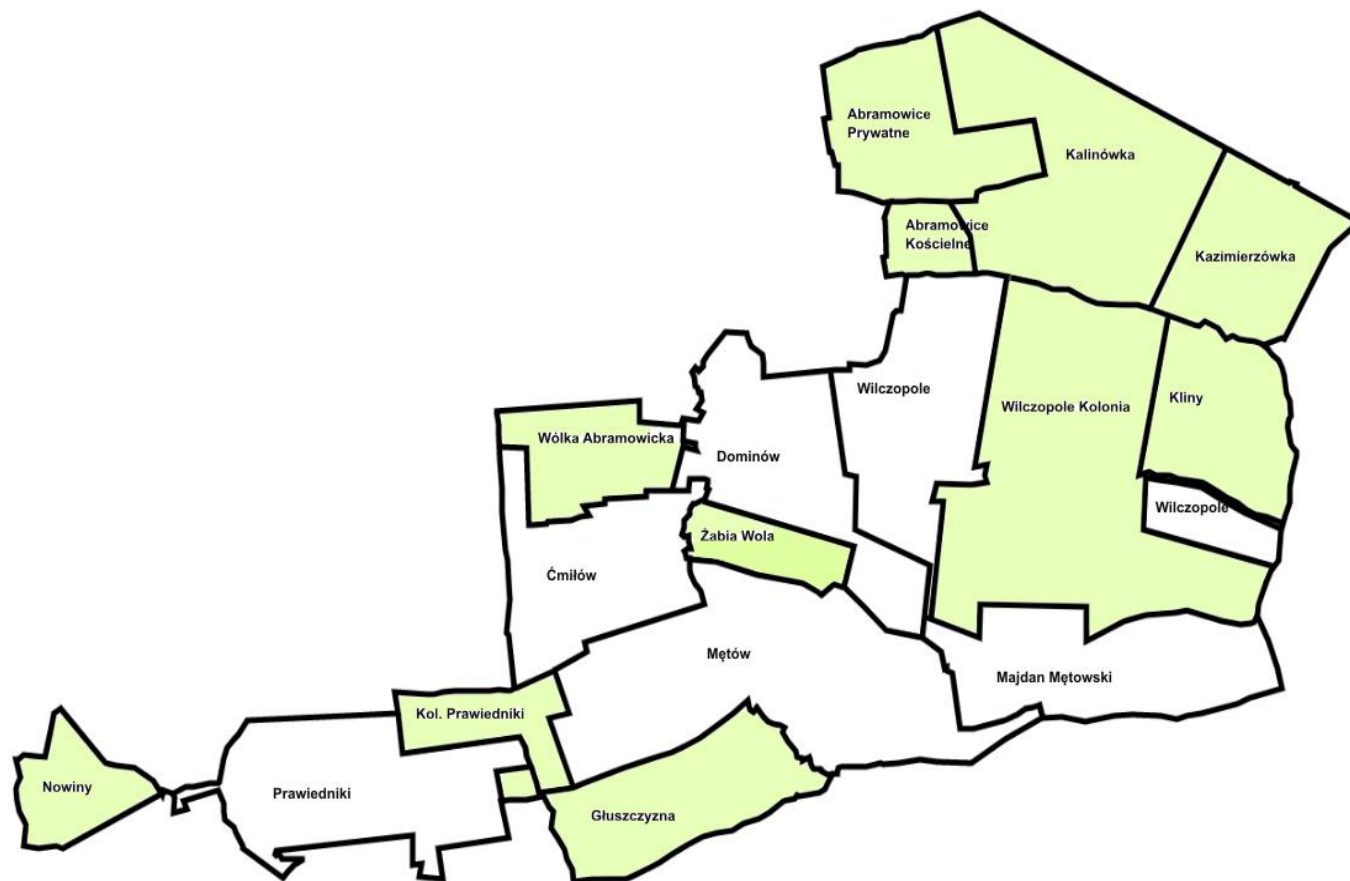 Abramowice
Prywatne
Kalinówka
Abramowice
Kościelne
Kazimierzówka
Wilczopole
Wilczopole Kolonia
Kliny
Wólka Abramowicka
Dominów
Wilczopole
Żabia Wola
Ćmiłów
Mętów
Majdan Mętowski
Kol. Prawiedniki
Nowiny
Prawiedniki
Głuszczyzna